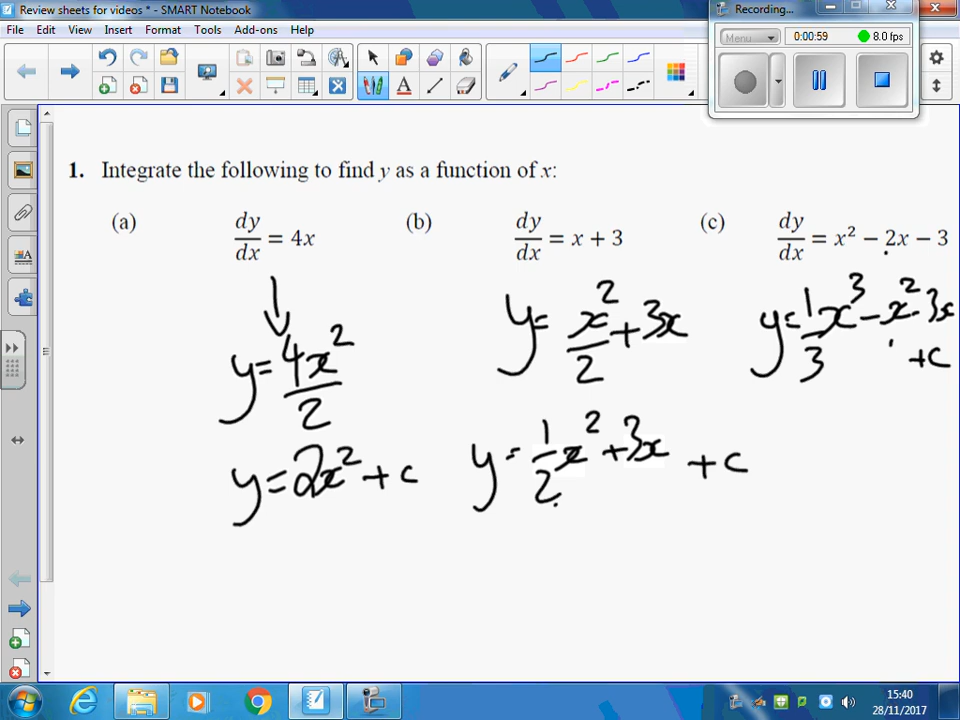 Review sheets for videos * - SMART Notebook
Recording...
File Edit View Insert Format Tools Add-ons Help
Menu 0:00:59 8.0 fps
1. Integrate the following to find y as a function of x:
(a) dy/dx = 4x (b) dy/dx = x + 3 (c) dy/dx = x² − 2x − 3
y = 4x²/2 y = x²/2 + 3x y = 1/3 x³ − x² - 3x
+c
y = 2x² + c y = 1/2 x² + 3x + c
15:40
28/11/2017